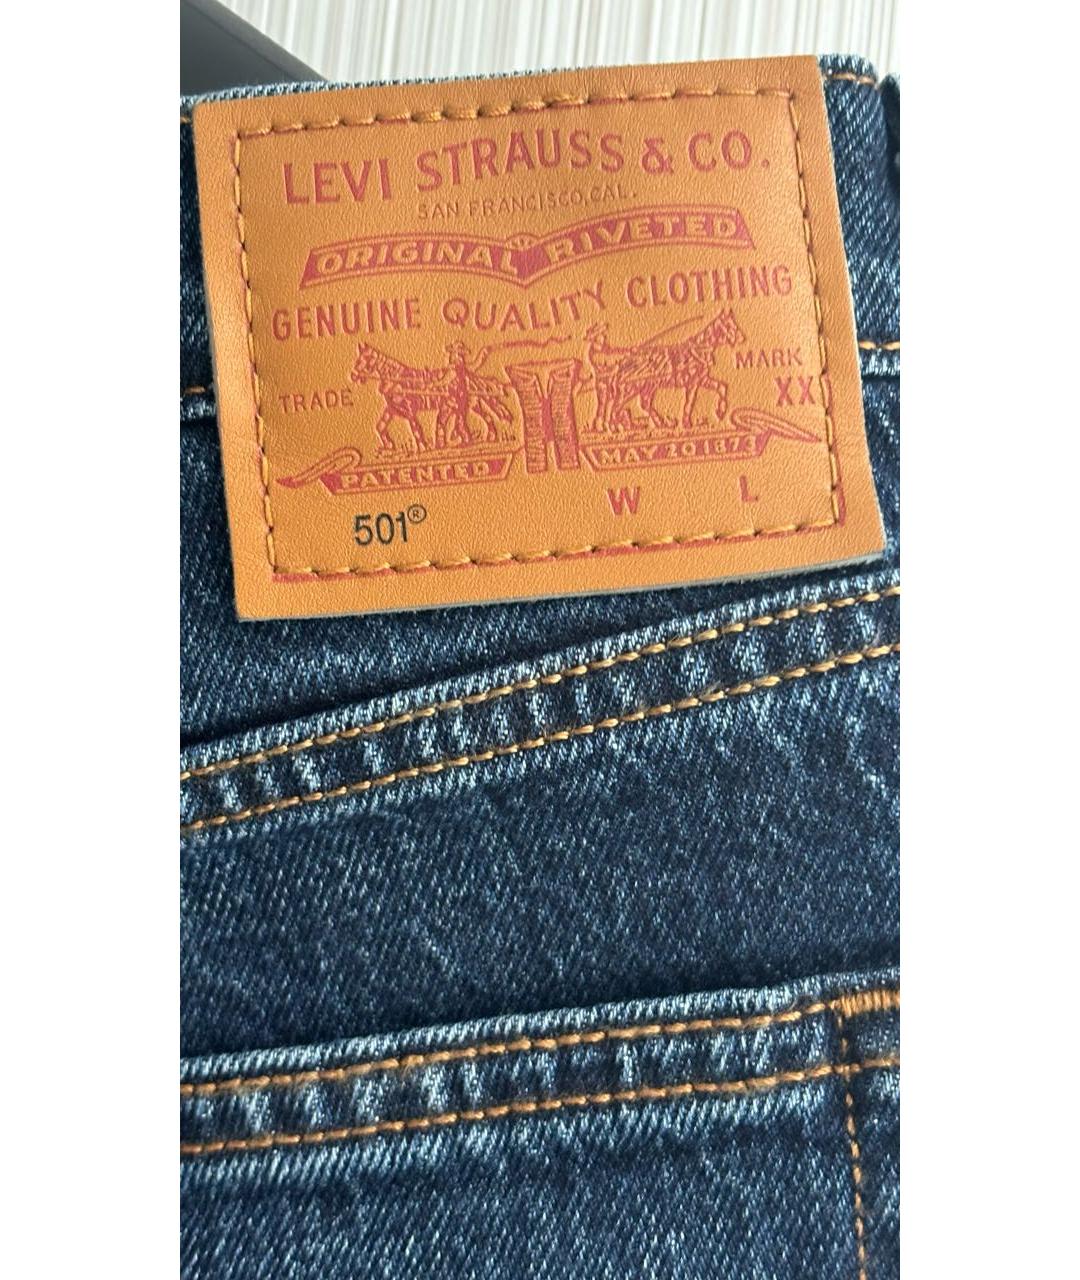 LEVI STRAUSS & CO.
SAN FRANCISCO, CAL.
ORIGINAL RIVETED
GENUINE QUALITY CLOTHING
TRADE MARK
XX
PATENTED MAY 20 1873
W L
501®